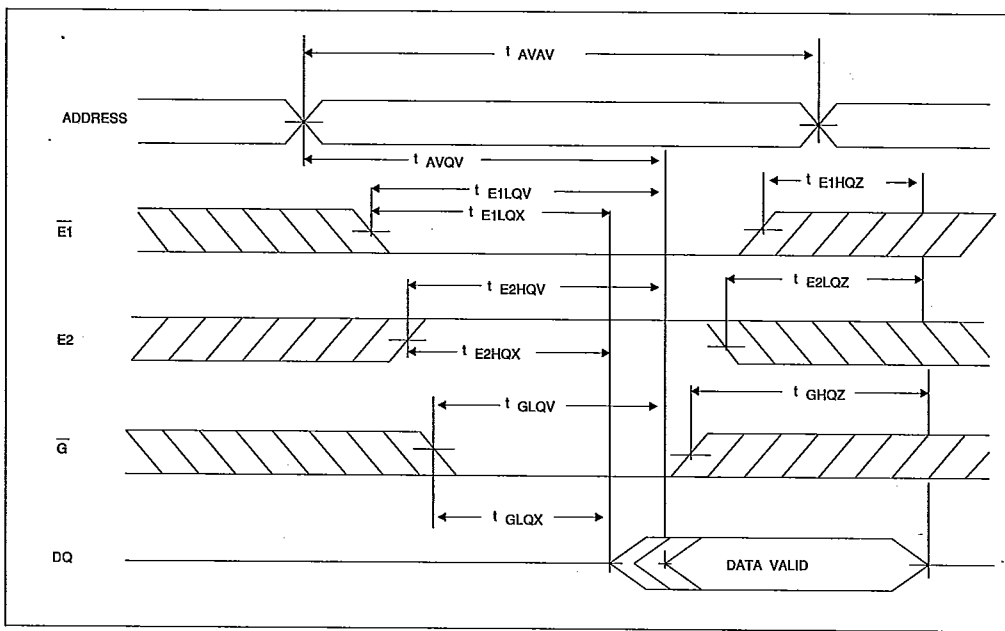 t AVAV
ADDRESS
t AVQV
t E1HQZ
t E1LQV
t E1LQX
E1
t E2LQZ
t E2HQV
E2
t E2HQX
t GHQZ
t GLQV
G
t GLQX
DQ
DATA VALID